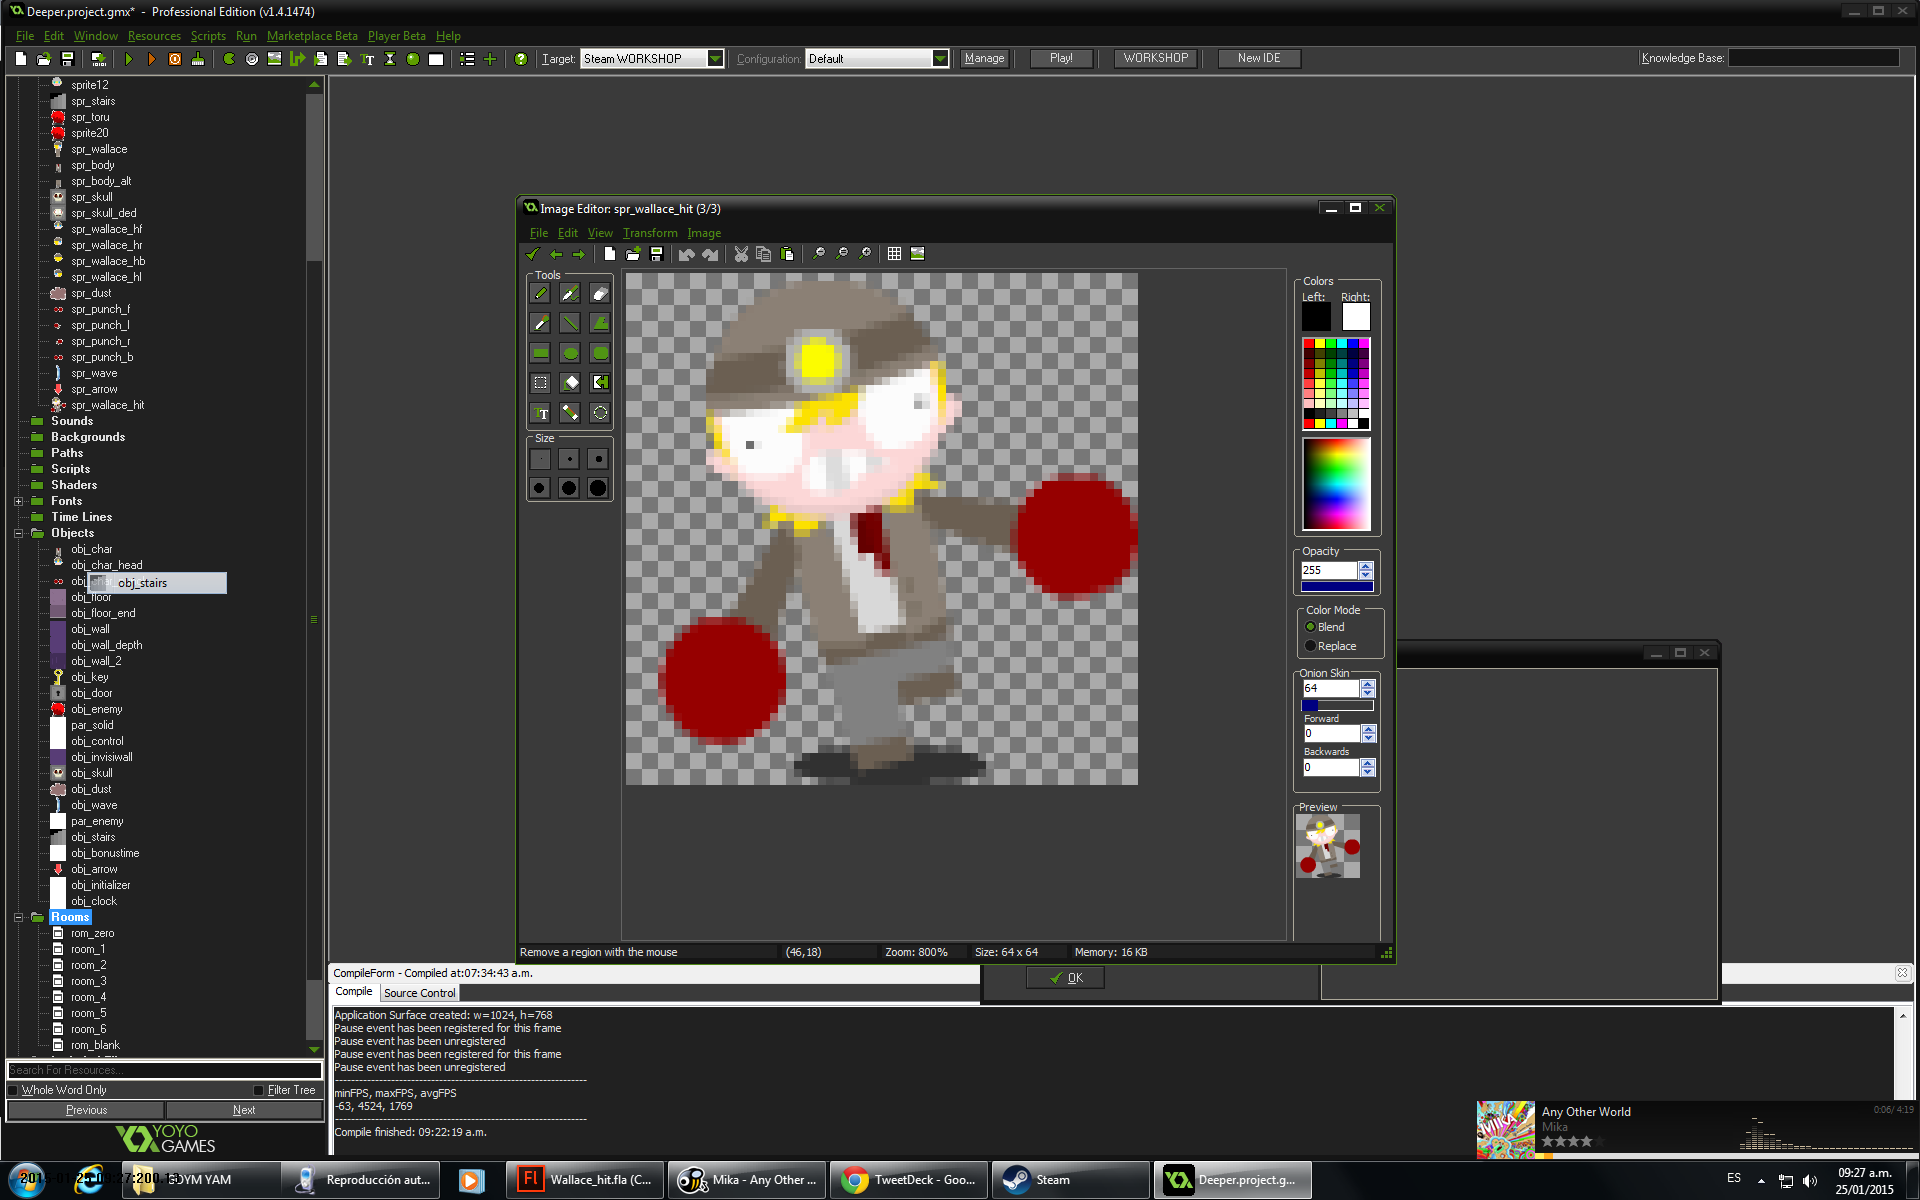 Deeper.project.gmx* - Professional Edition (v1.4.1474)
File Edit Window Resources Scripts Run Marketplace Beta Player Beta Help
Target: Steam WORKSHOP Configuration: Default Manage Play! WORKSHOP New IDE Knowledge Base:
sprite12
spr_stairs
spr_toru
sprite20
spr_wallace
spr_body
spr_body_alt
spr_skull
spr_skull_ded
spr_wallace_hf
spr_wallace_hr
spr_wallace_hb
spr_wallace_hl
spr_dust
spr_punch_f
spr_punch_l
spr_punch_r
spr_punch_b
spr_wave
spr_arrow
spr_wallace_hit
Sounds
Backgrounds
Paths
Scripts
Shaders
Fonts
Time Lines
Objects
obj_char
obj_char_head
obj_stairs
obj_floor
obj_floor_end
obj_wall
obj_wall_depth
obj_wall_2
obj_key
obj_door
obj_enemy
par_solid
obj_control
obj_invisiwall
obj_skull
obj_dust
obj_wave
par_enemy
obj_stairs
obj_bonustime
obj_arrow
obj_initializer
obj_clock
Rooms
rom_zero
room_1
room_2
room_3
room_4
room_5
room_6
rom_blank
Search For Resources...
Whole Word Only Filter Tree
Previous Next
YOYO
GAMES
Image Editor: spr_wallace_hit (3/3)
File Edit View Transform Image
Tools
Size
Colors
Left: Right:
Opacity
255
Color Mode
Blend
Replace
Onion Skin
64
Forward
0
Backwards
0
Preview
Remove a region with the mouse (46,18) Zoom: 800% Size: 64 x 64 Memory: 16 KB
OK
CompileForm - Compiled at:07:34:43 a.m.
Compile Source Control
Application Surface created: w=1024, h=768
Pause event has been registered for this frame
Pause event has been unregistered
Pause event has been registered for this frame
Pause event has been unregistered
minFPS, maxFPS, avgFPS
-63, 4524, 1769
Compile finished: 09:22:19 a.m.
MIKA
Any Other World 0:06/ 4:19
Mika
YAM
Reproducción aut...
Wallace_hit.fla (C...
Mika - Any Other ...
TweetDeck - Goo...
Steam
Deeper.project.g...
ES
09:27 a.m.
25/01/2015